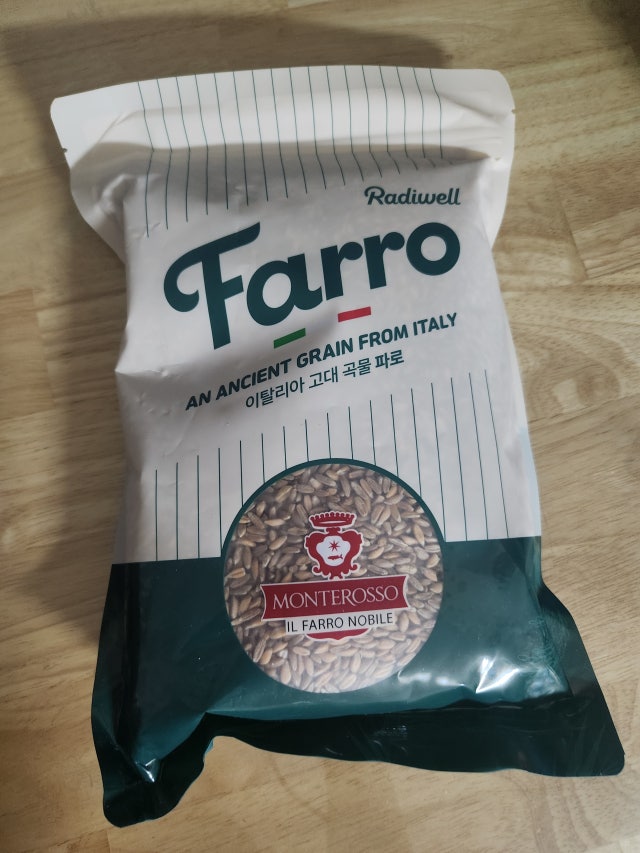 Radiwell
Farro
AN ANCIENT GRAIN FROM ITALY
이탈리아 고대 곡물 파로
MONTEROSSO
IL FARRO NOBILE